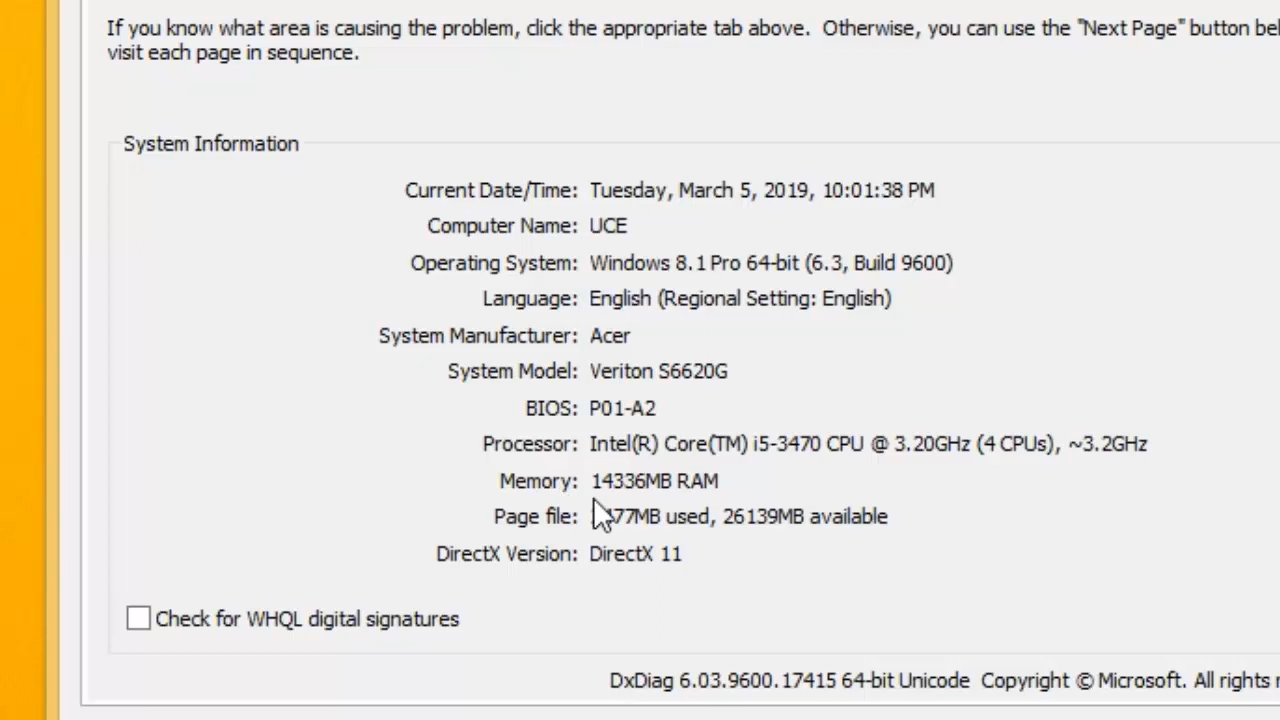 If you know what area is causing the problem, click the appropriate tab above.  Otherwise, you can use the "Next Page" button
visit each page in sequence.
System Information
Current Date/Time: Tuesday, March 5, 2019, 10:01:38 PM
Computer Name: UCE
Operating System: Windows 8.1 Pro 64-bit (6.3, Build 9600)
Language: English (Regional Setting: English)
System Manufacturer: Acer
System Model: Veriton S6620G
BIOS: P01-A2
Processor: Intel(R) Core(TM) i5-3470 CPU @ 3.20GHz (4 CPUs), ~3.2GHz
Memory: 14336MB RAM
Page file: used, 26139MB available
DirectX Version: DirectX 11
Check for WHQL digital signatures
DxDiag 6.03.9600.17415 64-bit Unicode  Copyright © Microsoft. All rights